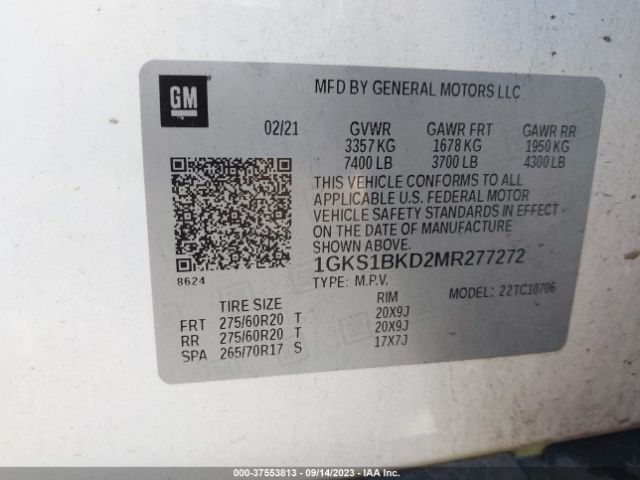 GM
MFD BY GENERAL MOTORS LLC
02/21 GVWR GAWR FRT GAWR RR
3357 KG 1678 KG 1950 KG
7400 LB 3700 LB 4300 LB
THIS VEHICLE CONFORMS TO ALL
APPLICABLE U.S. FEDERAL MOTOR
VEHICLE SAFETY STANDARDS IN EFFECT
ON THE DATE OF MANUFACTURE
SHOWN ABOVE.
8624 1GKS1BKD2MR277272
TYPE: M.P.V. MODEL: 22TC10706
TIRE SIZE RIM
FRT 275/60R20 T 20X9J
RR 275/60R20 T 20X9J
SPA 265/70R17 S 17X7J
000-37553813 - 09/14/2023 - IAAI.COM